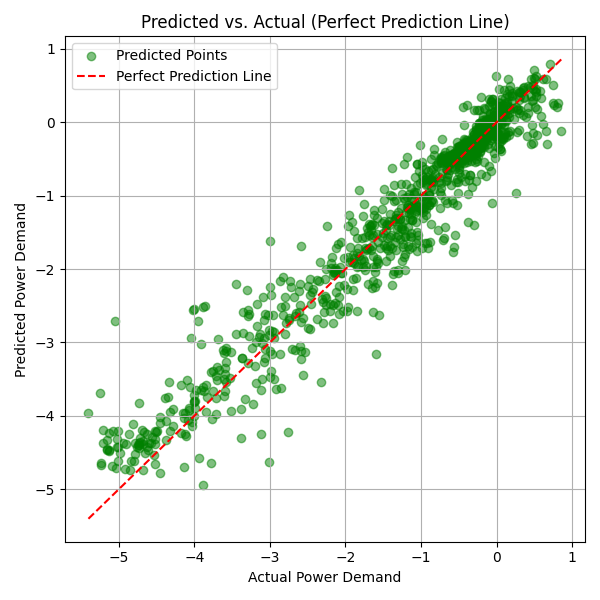 Predicted vs. Actual (Perfect Prediction Line)
Predicted Points
Perfect Prediction Line
1
0
−1
−2
−3
−4
−5
Predicted Power Demand
−5 −4 −3 −2 −1 0 1
Actual Power Demand